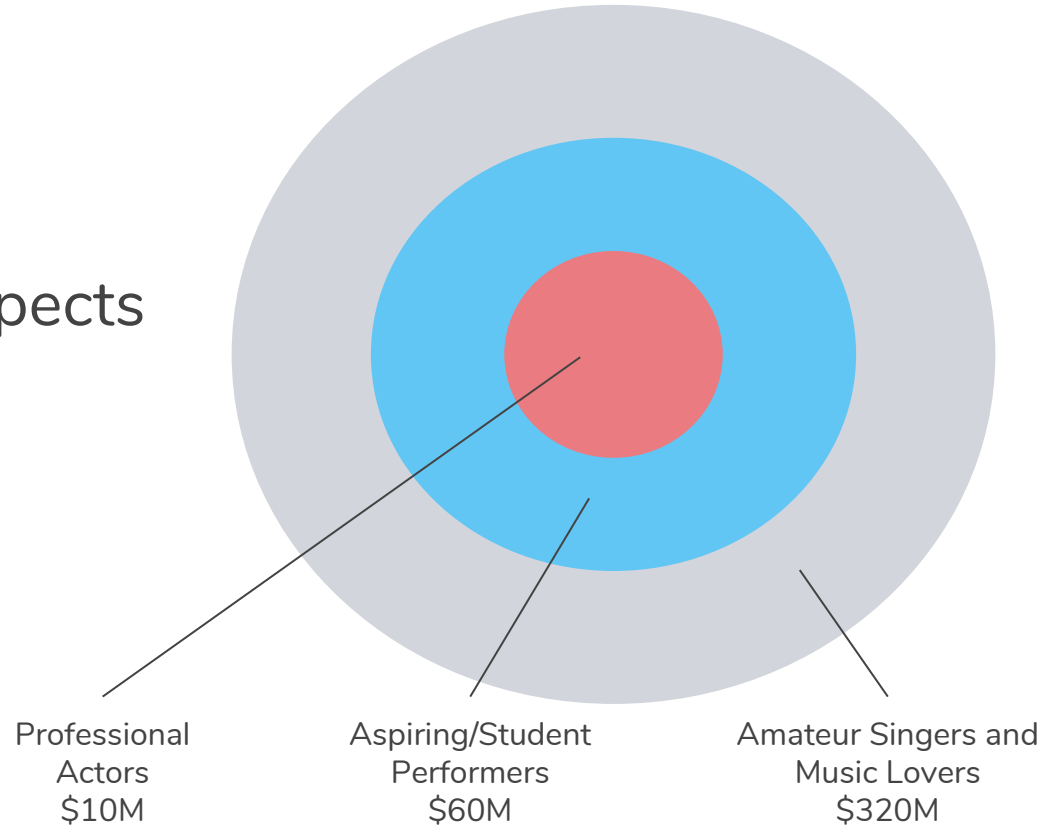 pects
Professional
Actors
$10M
Aspiring/Student
Performers
$60M
Amateur Singers and
Music Lovers
$320M